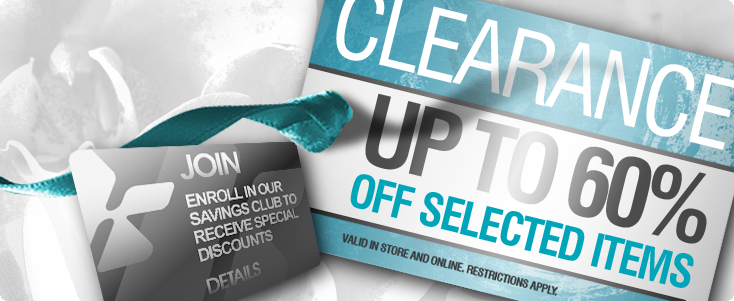 CLEARANCE
UP TO 60%
OFF SELECTED ITEMS
VALID IN STORE AND ONLINE. RESTRICTIONS APPLY.
JOIN
ENROLL IN OUR
SAVINGS CLUB TO
RECEIVE SPECIAL
DISCOUNTS
DETAILS